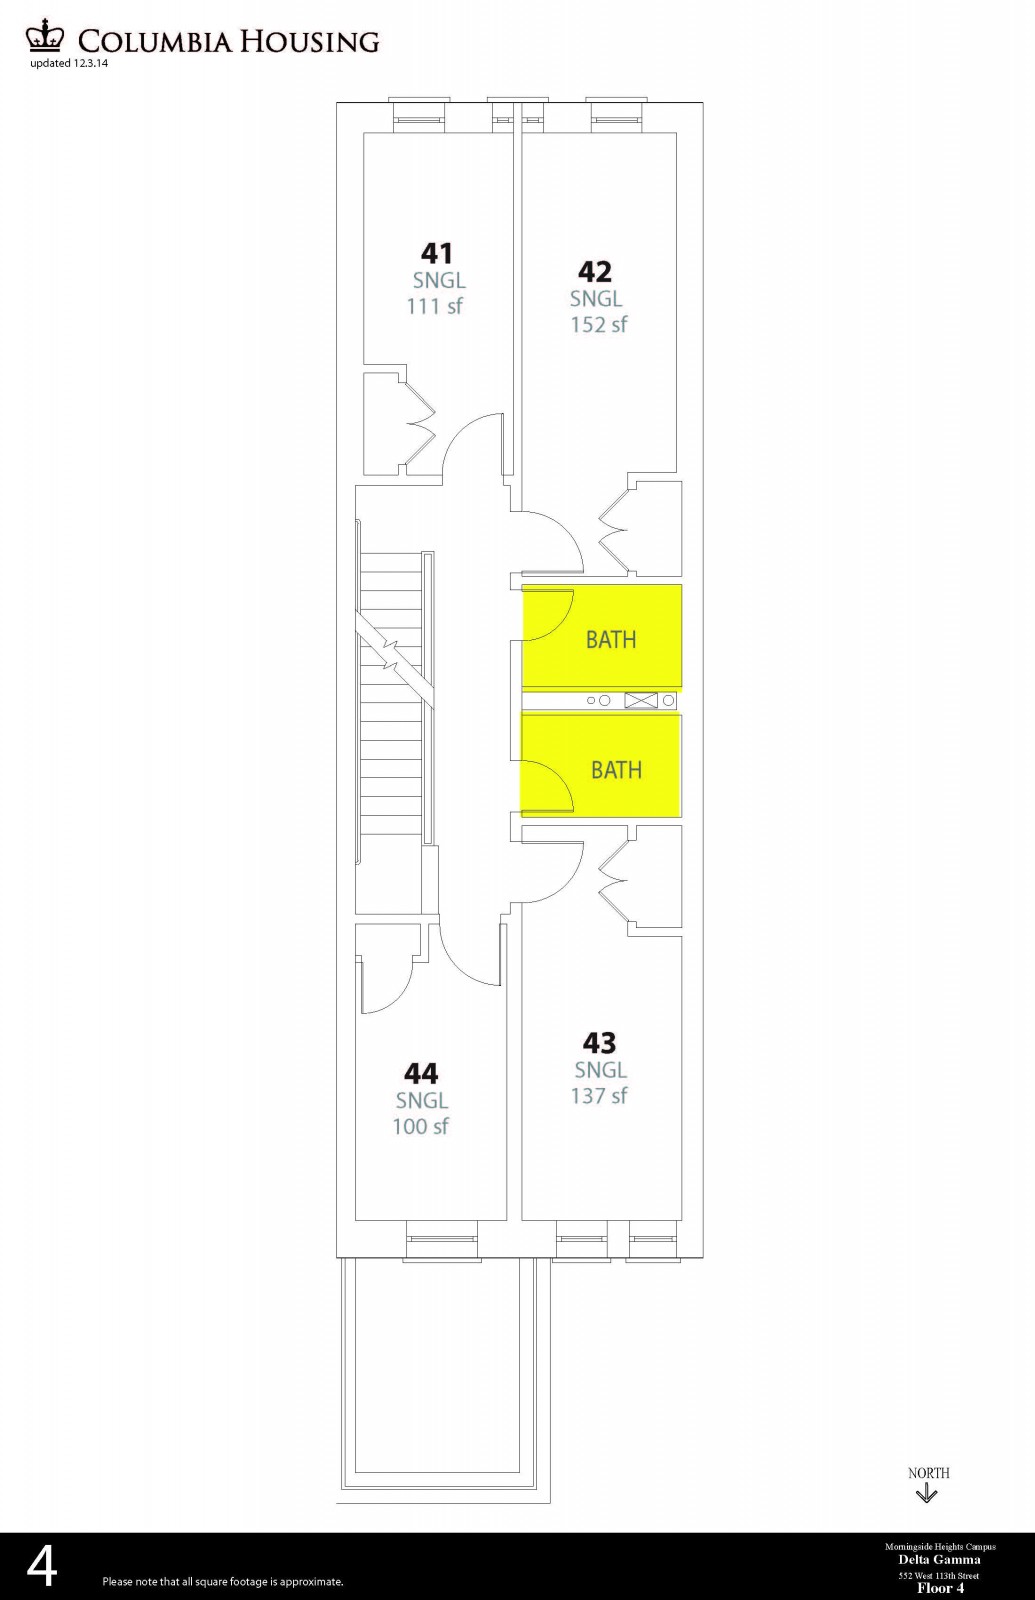 COLUMBIA HOUSING
updated 12.3.14
41
SNGL
111 sf
42
SNGL
152 sf
BATH
BATH
43
SNGL
137 sf
44
SNGL
100 sf
NORTH
4
Please note that all square footage is approximate.
Morningside Heights Campus
Delta Gamma
552 West 113th Street
Floor 4